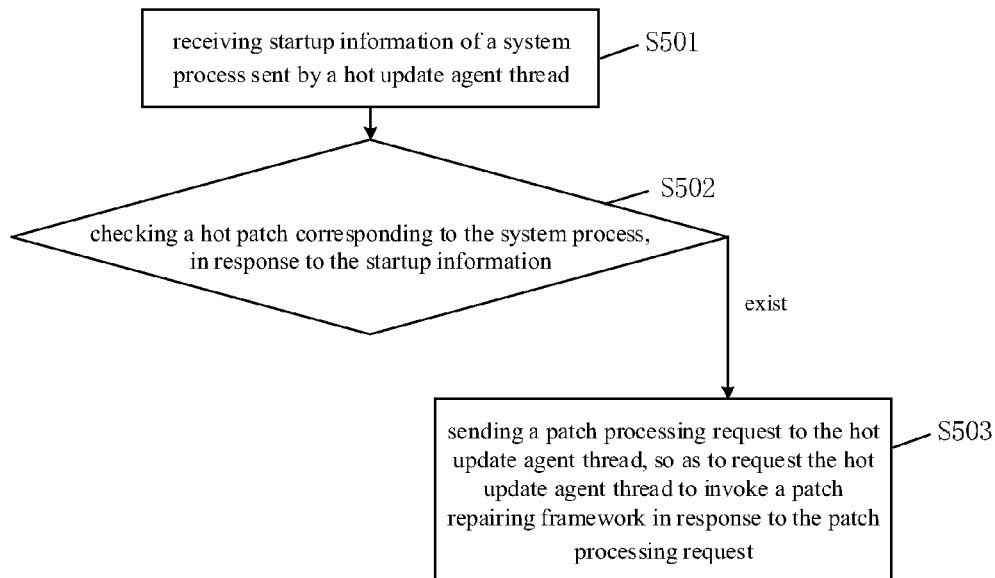 receiving startup information of a system
process sent by a hot update agent thread
S501
S502
checking a hot patch corresponding to the system process,
in response to the startup information
exist
sending a patch processing request to the hot
update agent thread, so as to request the hot
update agent thread to invoke a patch
repairing framework in response to the patch
processing request
S503